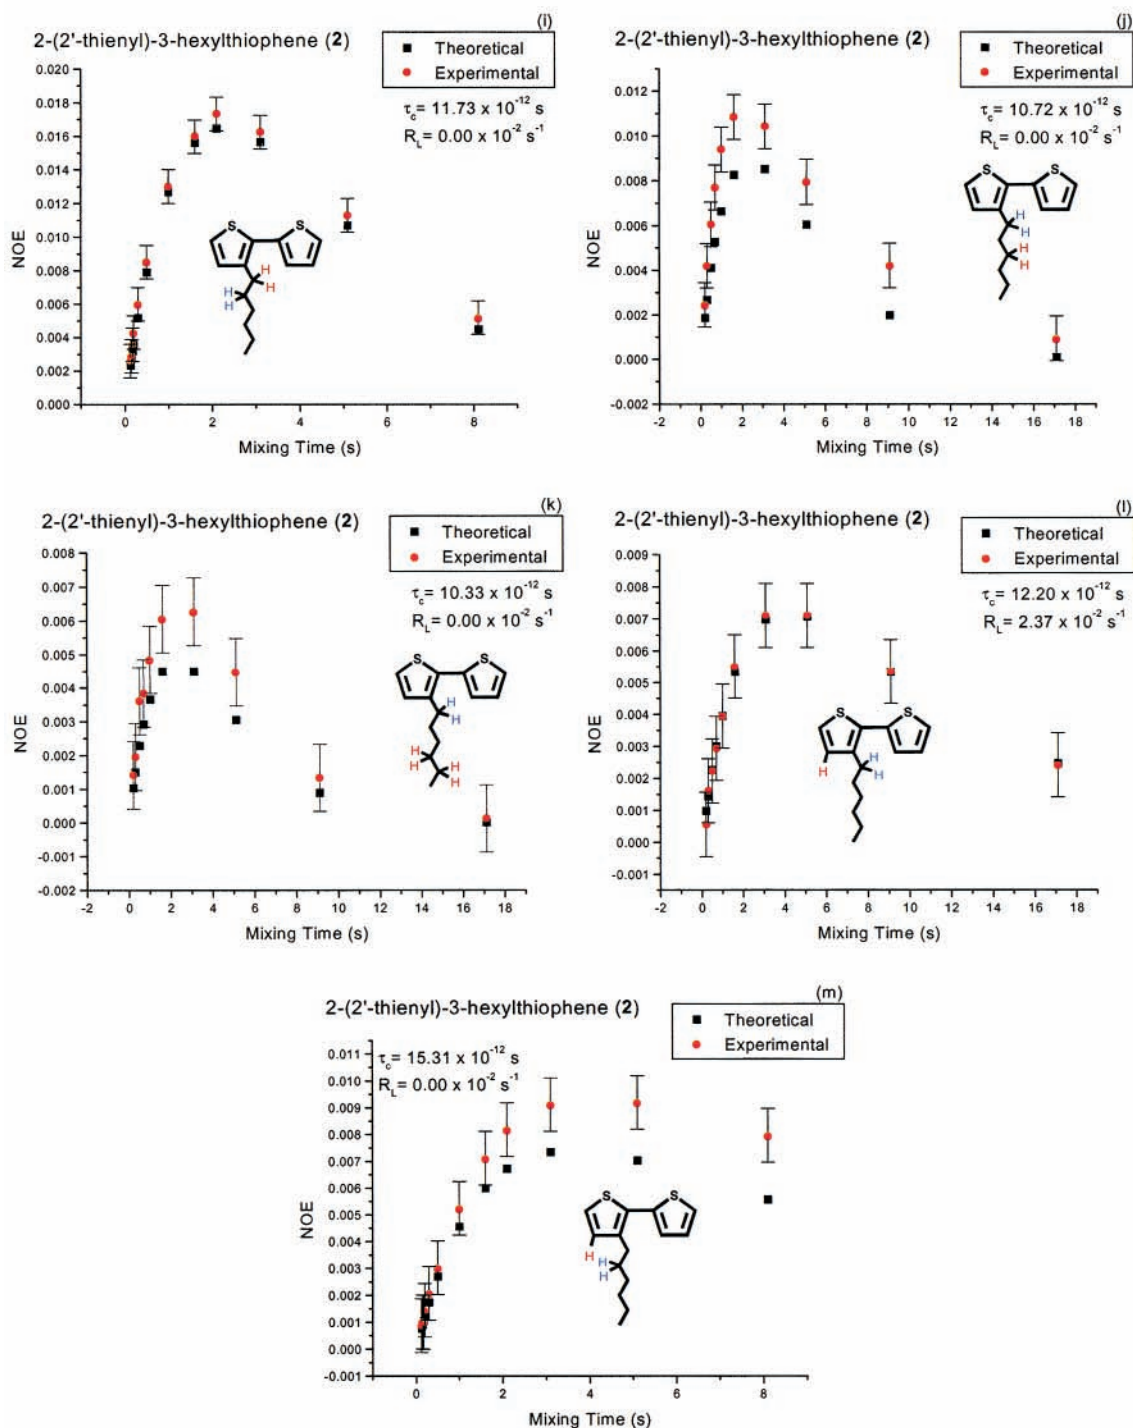 (i)
2-(2'-thienyl)-3-hexylthiophene (2)
Theoretical
Experimental
τc= 11.73 x 10-12 s
RL= 0.00 x 10-2 s-1
NOE
0.020
0.018
0.016
0.014
0.012
0.010
0.008
0.006
0.004
0.002
0.000
S
S
H
H
H
H
0 2 4 6 8
Mixing Time (s)
(j)
2-(2'-thienyl)-3-hexylthiophene (2)
Theoretical
Experimental
τc= 10.72 x 10-12 s
RL= 0.00 x 10-2 s-1
NOE
0.012
0.010
0.008
0.006
0.004
0.002
0.000
-0.002
S
S
H
H
H
H
-2 0 2 4 6 8 10 12 14 16 18
Mixing Time (s)
(k)
2-(2'-thienyl)-3-hexylthiophene (2)
Theoretical
Experimental
τc= 10.33 x 10-12 s
RL= 0.00 x 10-2 s-1
NOE
0.008
0.007
0.006
0.005
0.004
0.003
0.002
0.001
0.000
-0.001
-0.002
S
S
H
H
H
H
H
H
-2 0 2 4 6 8 10 12 14 16 18
Mixing Time (s)
(l)
2-(2'-thienyl)-3-hexylthiophene (2)
Theoretical
Experimental
τc= 12.20 x 10-12 s
RL= 2.37 x 10-2 s-1
NOE
0.009
0.008
0.007
0.006
0.005
0.004
0.003
0.002
0.001
0.000
-0.001
S
S
H
H
H
-2 0 2 4 6 8 10 12 14 16 18
Mixing Time (s)
(m)
2-(2'-thienyl)-3-hexylthiophene (2)
Theoretical
Experimental
τc= 15.31 x 10-12 s
RL= 0.00 x 10-2 s-1
NOE
0.011
0.010
0.009
0.008
0.007
0.006
0.005
0.004
0.003
0.002
0.001
0.000
-0.001
S
S
H
H
H
0 2 4 6 8
Mixing Time (s)